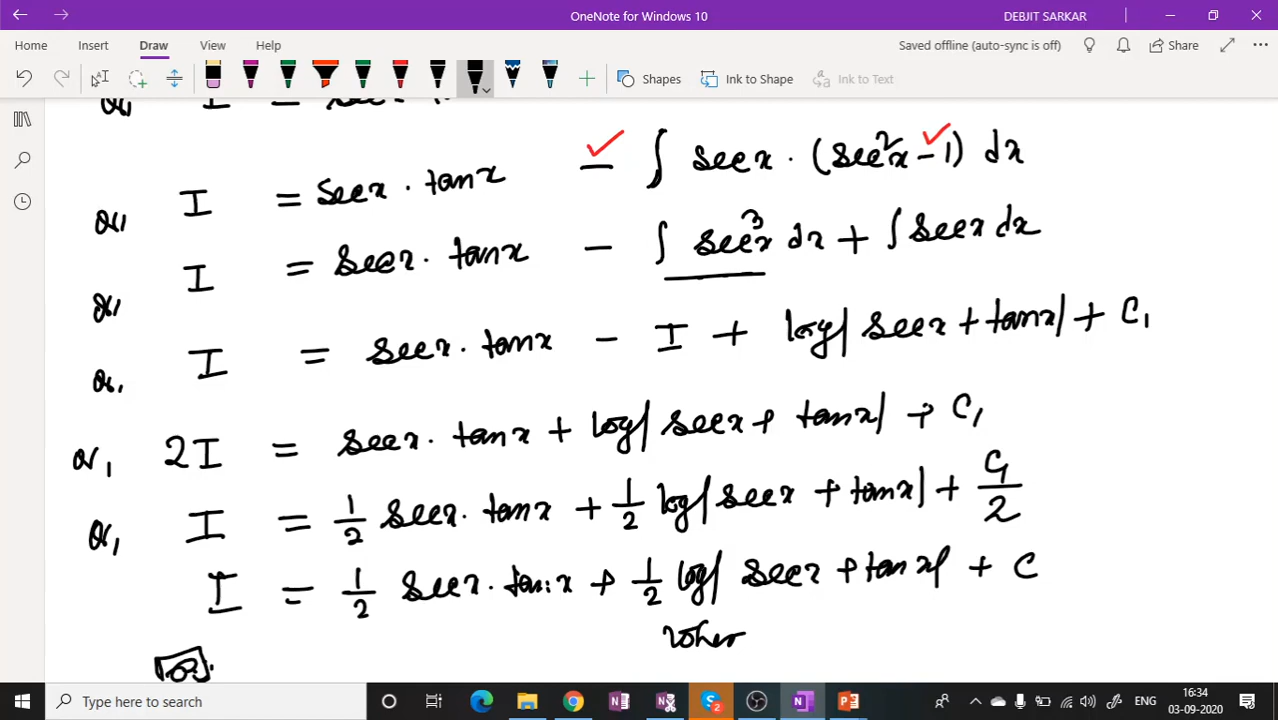 OneNote for Windows 10
DEBJIT SARKAR
Home Insert Draw View Help
Saved offline (auto-sync is off)
Share
Shapes Ink to Shape Ink to Text
or, I = secx
or, I = secx . tanx − ∫ secx . (sec²x − 1) dx
or, I = secx . tanx − ∫ sec³x dx + ∫ secx dx
or, I = secx . tanx − I + log|secx + tanx| + C₁
or, 2I = secx . tanx + log|secx + tanx| + C₁
or, I = 1/2 secx . tanx + 1/2 log|secx + tanx| + C₁/2
I = 1/2 secx . tanx + 1/2 log|secx + tanx| + C
where
Type here to search
ENG
16:34
03-09-2020
2